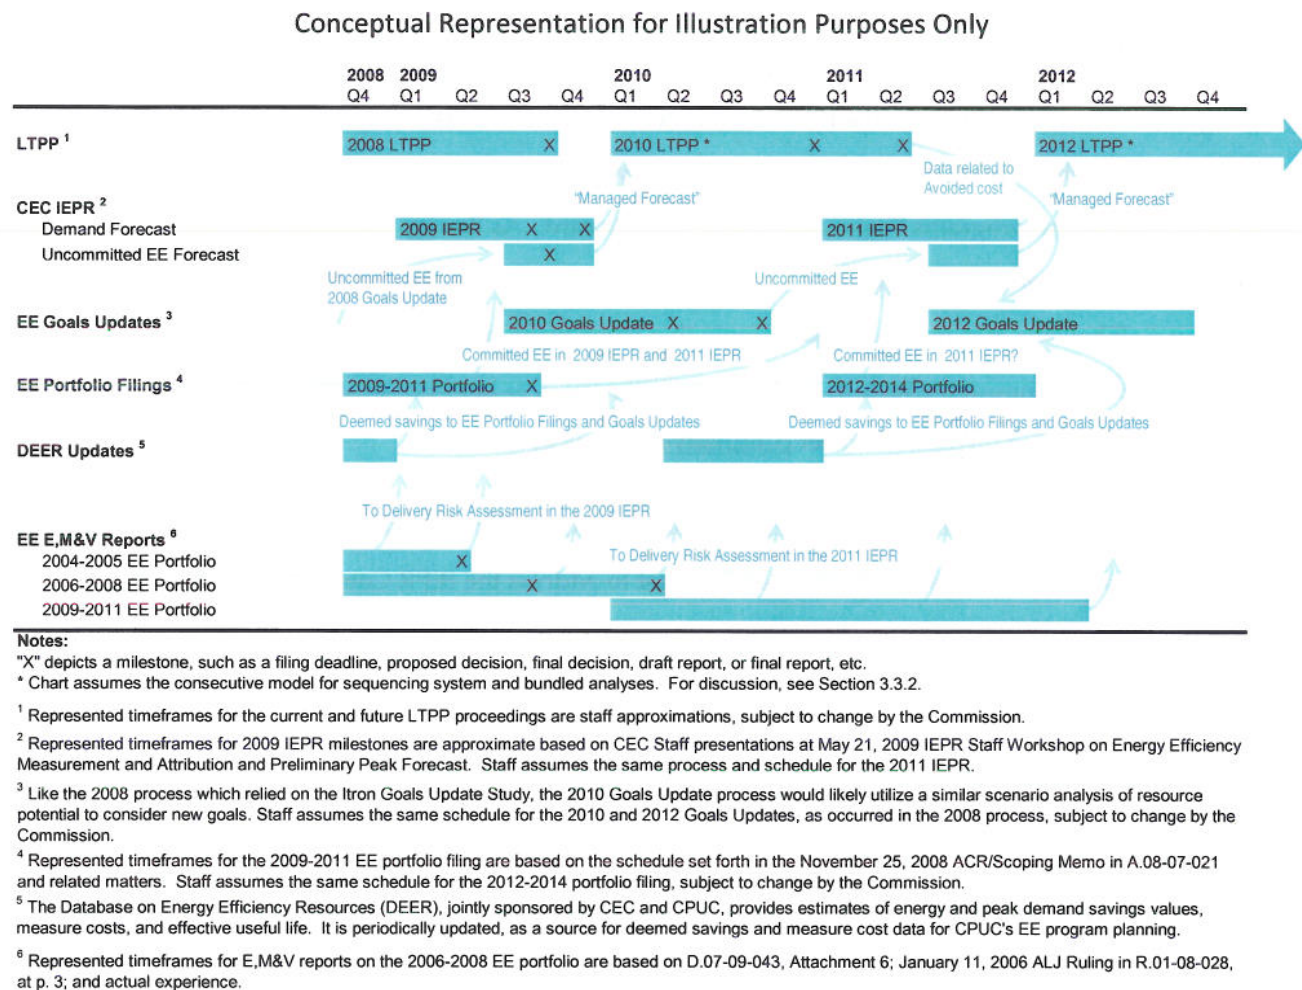 Conceptual Representation for Illustration Purposes Only
2008 2009 2010 2011 2012
Q4 Q1 Q2 Q3 Q4 Q1 Q2 Q3 Q4 Q1 Q2 Q3 Q4 Q1 Q2 Q3 Q4
LTPP 1
2008 LTPP X 2010 LTPP * X X 2012 LTPP *
Data related to
Avoided cost
"Managed Forecast" "Managed Forecast"
CEC IEPR 2
Demand Forecast 2009 IEPR X X 2011 IEPR
Uncommitted EE Forecast X
Uncommitted EE from
2008 Goals Update
Uncommitted EE
EE Goals Updates 3 2010 Goals Update X X 2012 Goals Update
Committed EE in 2009 IEPR and 2011 IEPR Committed EE in 2011 IEPR?
EE Portfolio Filings 4 2009-2011 Portfolio X 2012-2014 Portfolio
Deemed savings to EE Portfolio Filings and Goals Updates Deemed savings to EE Portfolio Filings and Goals Updates
DEER Updates 5
To Delivery Risk Assessment in the 2009 IEPR
EE E,M&V Reports 6
To Delivery Risk Assessment in the 2011 IEPR
2004-2005 EE Portfolio X
2006-2008 EE Portfolio X X
2009-2011 EE Portfolio
Notes:
"X" depicts a milestone, such as a filing deadline, proposed decision, final decision, draft report, or final report, etc.
* Chart assumes the consecutive model for sequencing system and bundled analyses. For discussion, see Section 3.3.2.
1 Represented timeframes for the current and future LTPP proceedings are staff approximations, subject to change by the Commission.
2 Represented timeframes for 2009 IEPR milestones are approximate based on CEC Staff presentations at May 21, 2009 IEPR Staff Workshop on Energy Efficiency
Measurement and Attribution and Preliminary Peak Forecast. Staff assumes the same process and schedule for the 2011 IEPR.
3 Like the 2008 process which relied on the Itron Goals Update Study, the 2010 Goals Update process would likely utilize a similar scenario analysis of resource
potential to consider new goals. Staff assumes the same schedule for the 2010 and 2012 Goals Updates, as occurred in the 2008 process, subject to change by the
Commission.
4 Represented timeframes for the 2009-2011 EE portfolio filing are based on the schedule set forth in the November 25, 2008 ACR/Scoping Memo in A.08-07-021
and related matters. Staff assumes the same schedule for the 2012-2014 portfolio filing, subject to change by the Commission.
5 The Database on Energy Efficiency Resources (DEER), jointly sponsored by CEC and CPUC, provides estimates of energy and peak demand savings values,
measure costs, and effective useful life. It is periodically updated, as a source for deemed savings and measure cost data for CPUC's EE program planning.
6 Represented timeframes for E,M&V reports on the 2006-2008 EE portfolio are based on D.07-09-043, Attachment 6; January 11, 2006 ALJ Ruling in R.01-08-028,
at p. 3; and actual experience.